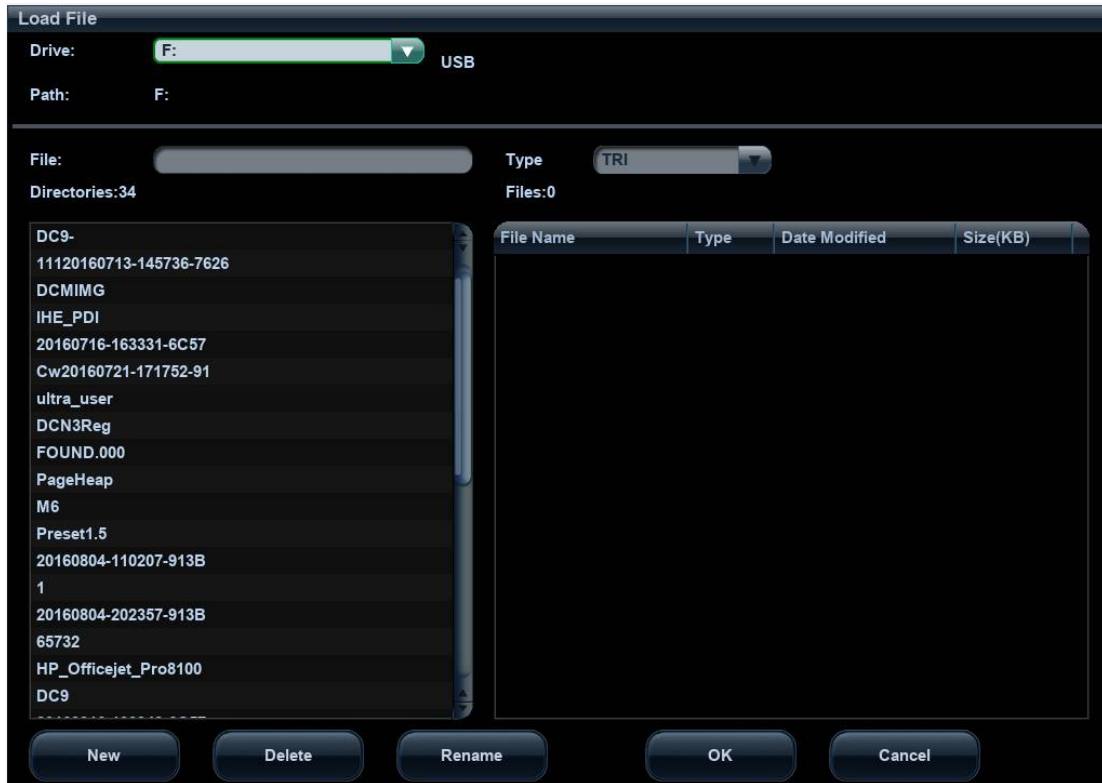 Load File
Drive: F: USB
Path: F:
File: Type TRI
Directories:34 Files:0
DC9-
11120160713-145736-7626
DCMIMG
IHE_PDI
20160716-163331-6C57
Cw20160721-171752-91
ultra_user
DCN3Reg
FOUND.000
PageHeap
M6
Preset1.5
20160804-110207-913B
1
20160804-202357-913B
65732
HP_Officejet_Pro8100
DC9
File Name Type Date Modified Size(KB)
New Delete Rename OK Cancel